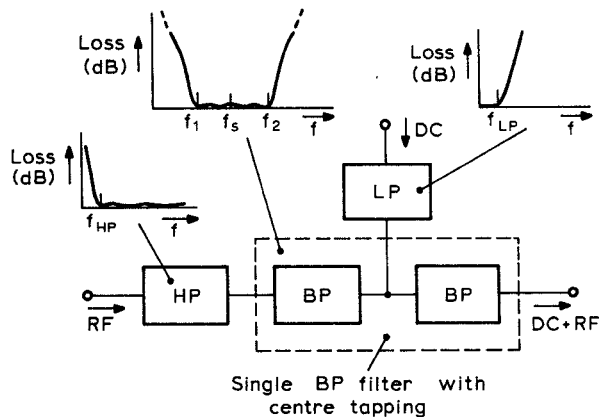 Loss
(dB)
f1
fs
f2
f
Loss
(dB)
fLP
f
DC
LP
Loss
(dB)
fHP
f
HP
BP
BP
RF
DC+RF
Single BP filter with
centre tapping